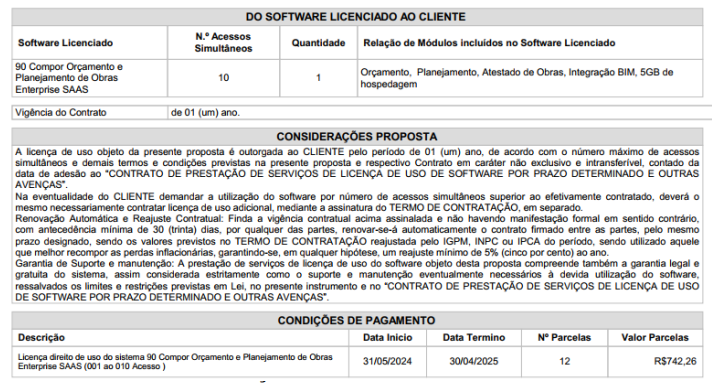 DO SOFTWARE LICENCIADO AO CLIENTE
Software Licenciado
N.º Acessos Simultâneos
Quantidade
Relação de Módulos incluídos no Software Licenciado
90 Compor Orçamento e
Planejamento de Obras
Enterprise SAAS
10
1
Orçamento, Planejamento, Atestado de Obras, Integração BIM, 5GB de
hospedagem
Vigência do Contrato
de 01 (um) ano.
CONSIDERAÇÕES PROPOSTA
A licença de uso objeto da presente proposta é outorgada ao CLIENTE pelo período de 01 (um) ano, de acordo com o número máximo de acessos
simultâneos e demais termos e condições previstas na presente proposta e respectivo Contrato em caráter não exclusivo e intransferível, contado da
data de adesão ao "CONTRATO DE PRESTAÇÃO DE SERVIÇOS DE LICENÇA DE USO DE SOFTWARE POR PRAZO DETERMINADO E OUTRAS
AVENÇAS".
Na eventualidade do CLIENTE demandar a utilização do software por número de acessos simultâneos superior ao efetivamente contratado, deverá o
mesmo necessariamente contratar licença de uso adicional, mediante a assinatura do TERMO DE CONTRATAÇÃO, em separado.
Renovação Automática e Reajuste Contratual: Finda a vigência contratual acima assinalada e não havendo manifestação formal em sentido contrário,
com antecedência mínima de 30 (trinta) dias, por qualquer das partes, renovar-se-á automaticamente o contrato firmado entre as partes, pelo mesmo
prazo designado, sendo os valores previstos no TERMO DE CONTRATAÇÃO reajustada pelo IGPM, INPC ou IPCA do período, sendo utilizado aquele
que melhor recompor as perdas inflacionárias, garantindo-se, em qualquer hipótese, um reajuste mínimo de 5% (cinco por cento) ao ano.
Garantia de Suporte e manutenção: A prestação de serviços de licença de uso do software objeto desta proposta compreende também a garantia legal e
gratuita do sistema, assim considerada estritamente como o suporte e manutenção eventualmente necessários à devida utilização do software,
ressalvados os limites e restrições previstas em Lei, no presente instrumento e no "CONTRATO DE PRESTAÇÃO DE SERVIÇOS DE LICENÇA DE USO
DE SOFTWARE POR PRAZO DETERMINADO E OUTRAS AVENÇAS".
CONDIÇÕES DE PAGAMENTO
Descrição
Data Inicio
Data Termino
Nº Parcelas
Valor Parcelas
Licença direito de uso do sistema 90 Compor Orçamento e Planejamento de Obras
Enterprise SAAS (001 ao 010 Acesso )
31/05/2024
30/04/2025
12
R$742,26